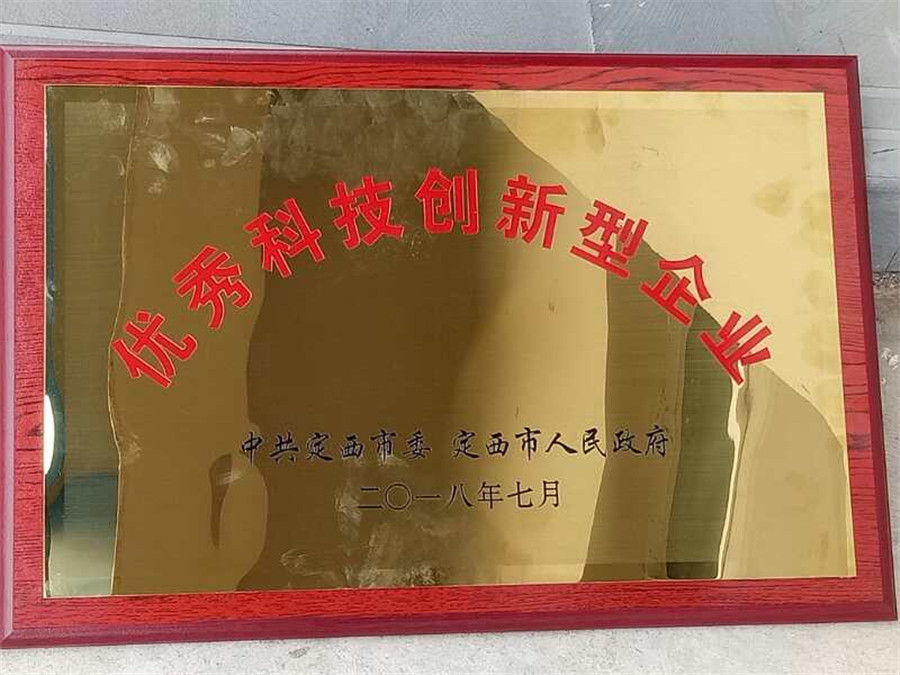 优秀科技创新型企业
中共定西市委 定西市人民政府
二〇一八年七月